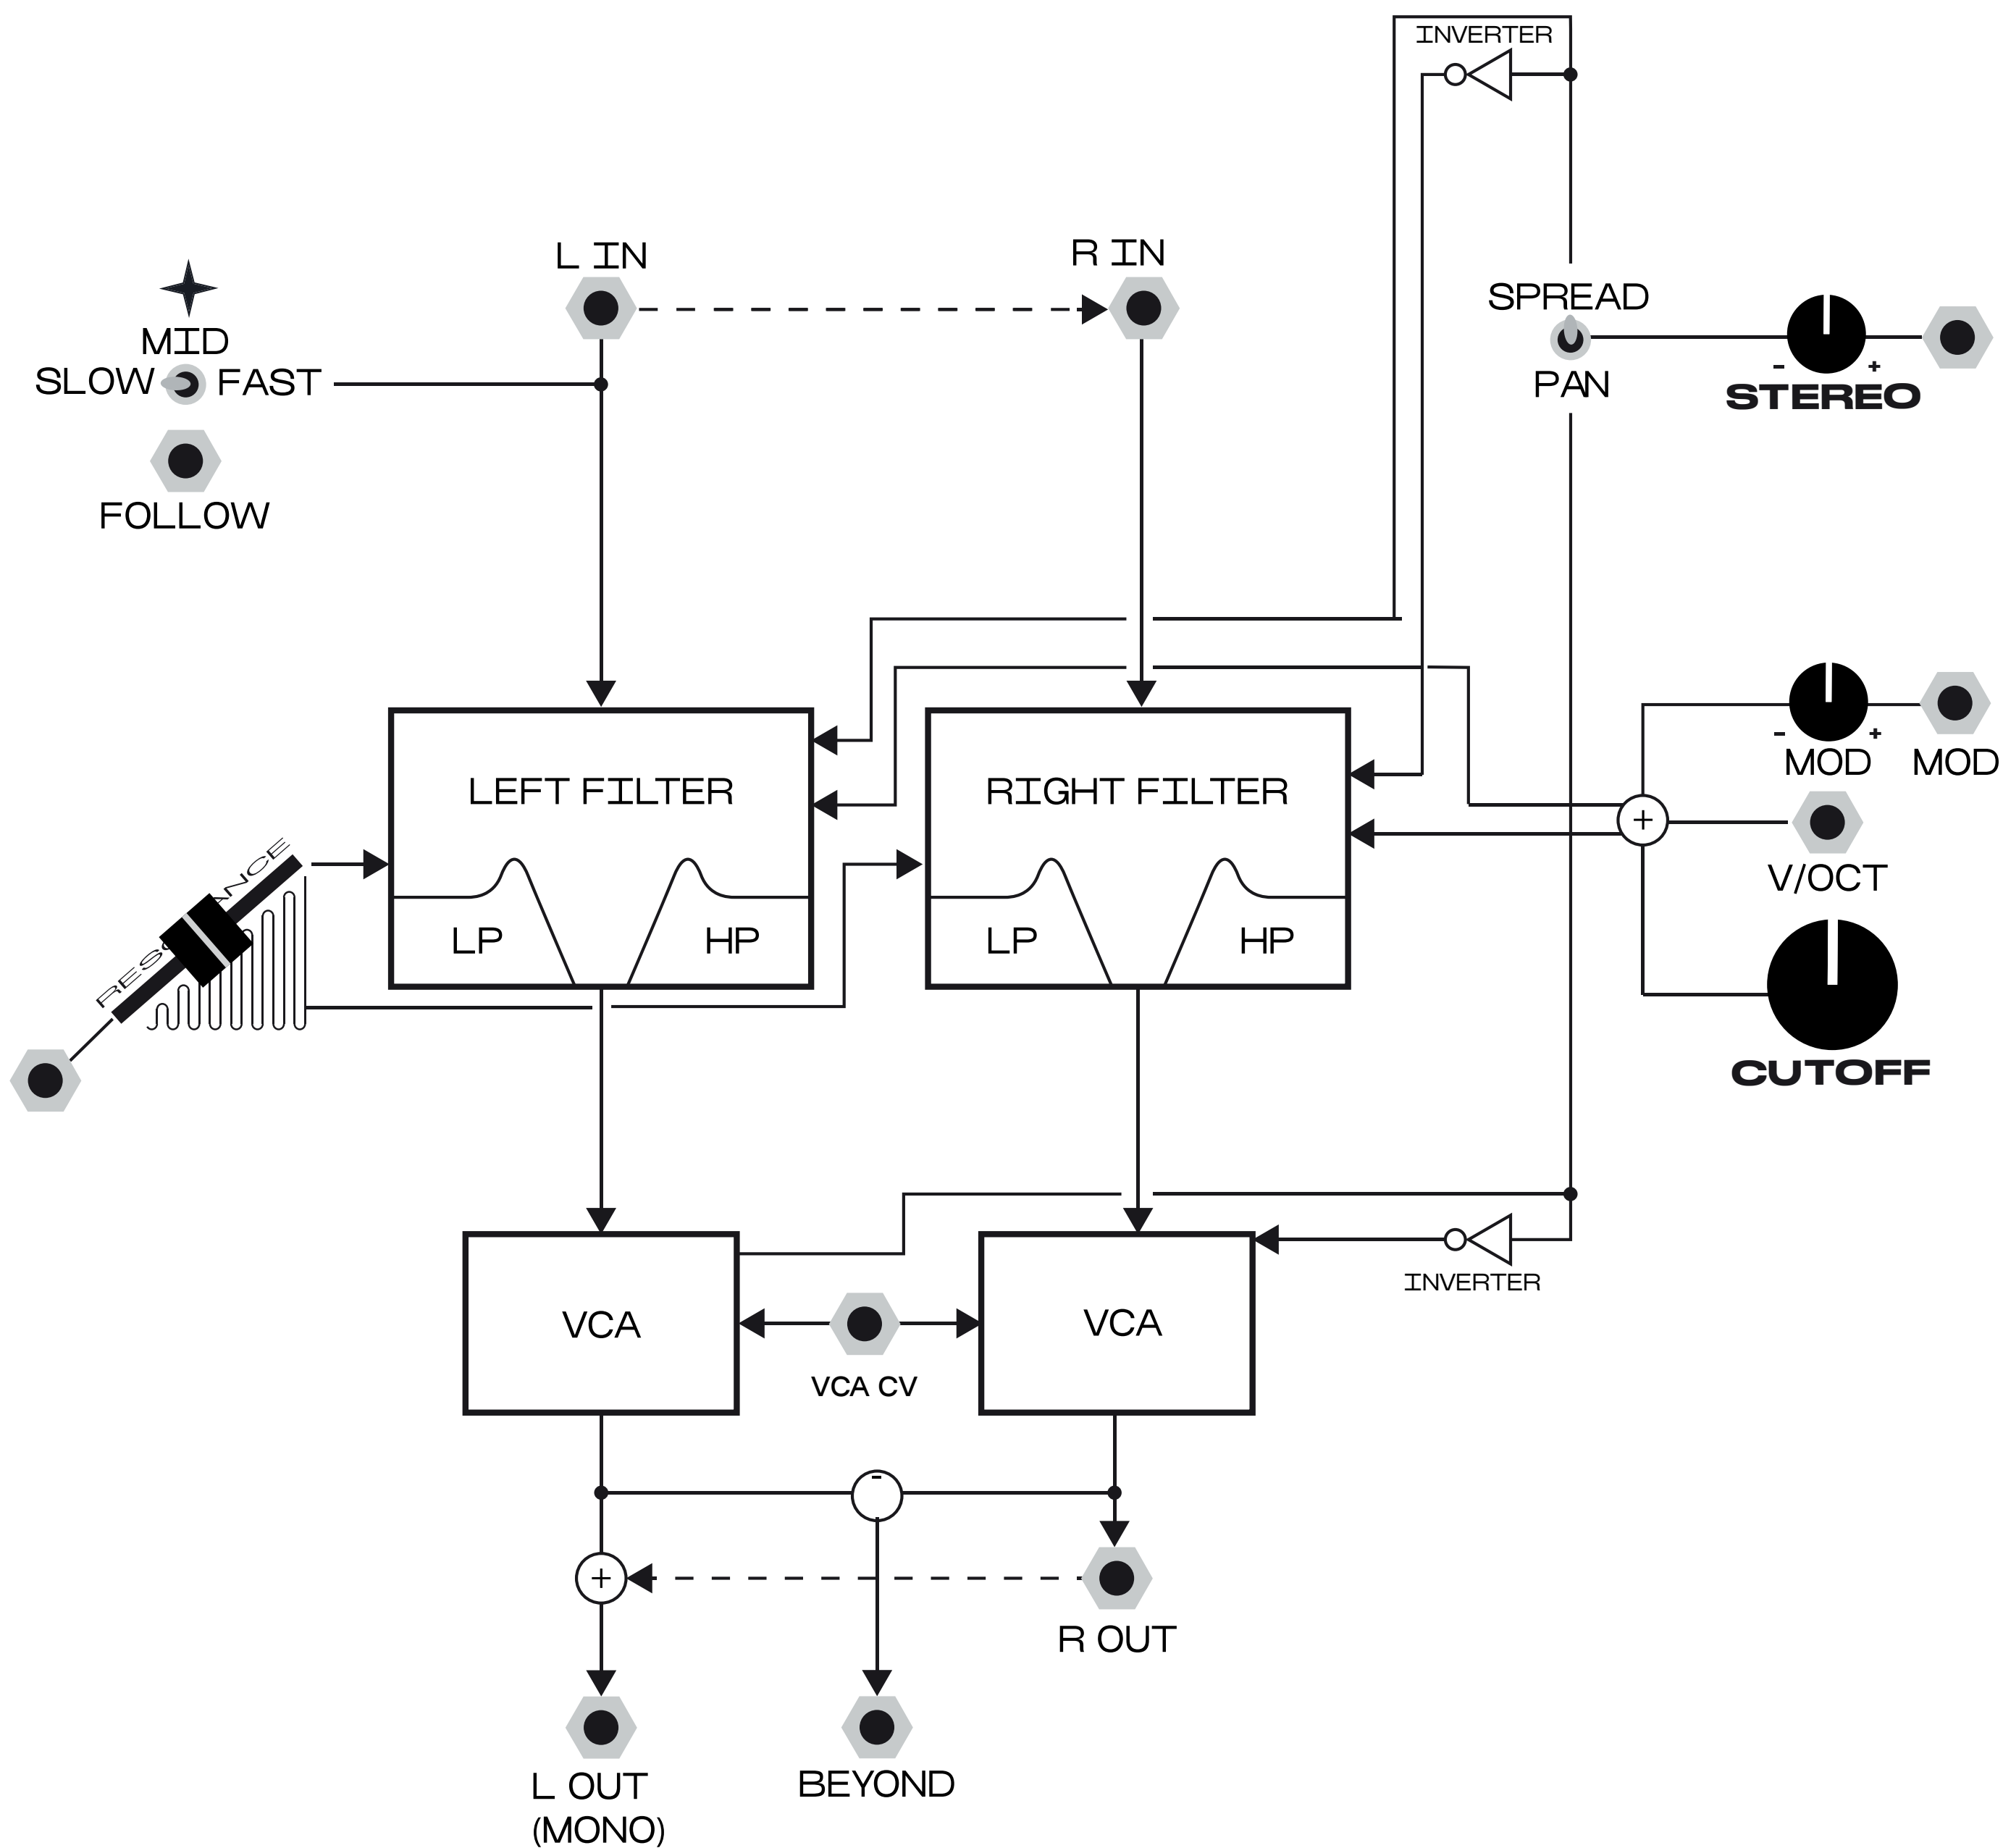 INVERTER
L IN
R IN
SPREAD
MID
SLOW FAST
PAN
- +
STEREO
FOLLOW
- +
MOD MOD
LEFT FILTER
RIGHT FILTER
V/OCT
LP HP
LP HP
CUTOFF
INVERTER
VCA
VCA
VCA CV
-
+
+
R OUT
L OUT
(MONO)
BEYOND